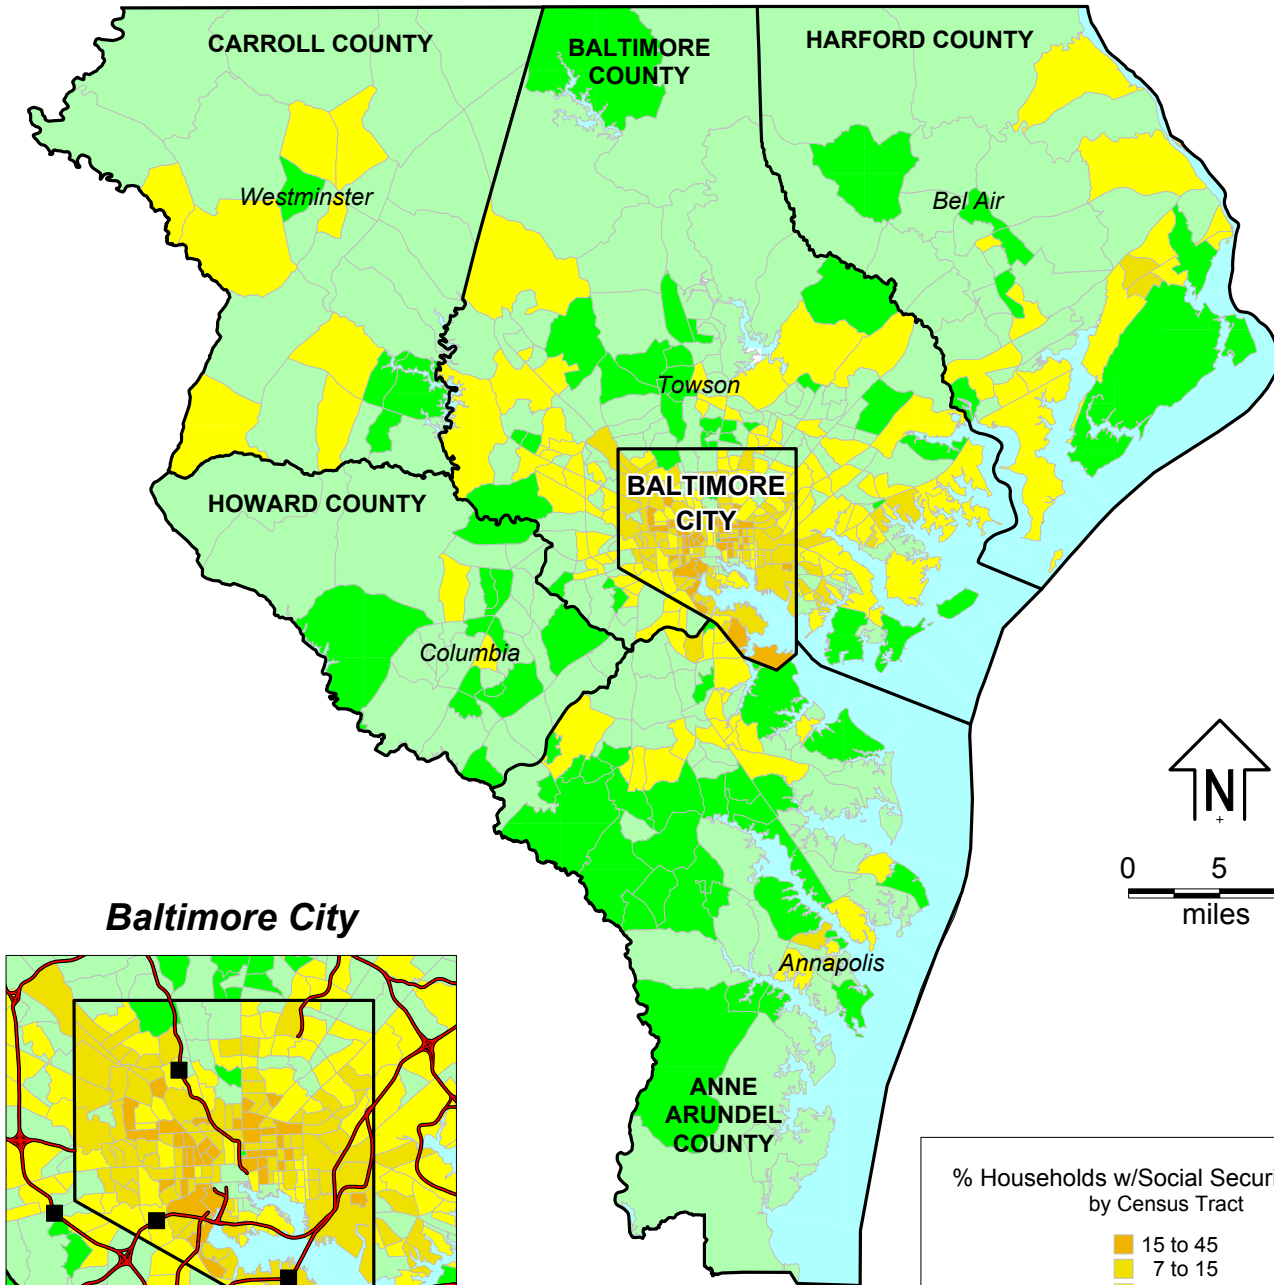 CARROLL COUNTY
BALTIMORE
COUNTY
HARFORD COUNTY
Westminster
Bel Air
Towson
BALTIMORE
CITY
HOWARD COUNTY
Columbia
N
+
0 5
miles
Baltimore City
Annapolis
ANNE
ARUNDEL
COUNTY
% Households w/Social Securi
by Census Tract
15 to 45
7 to 15